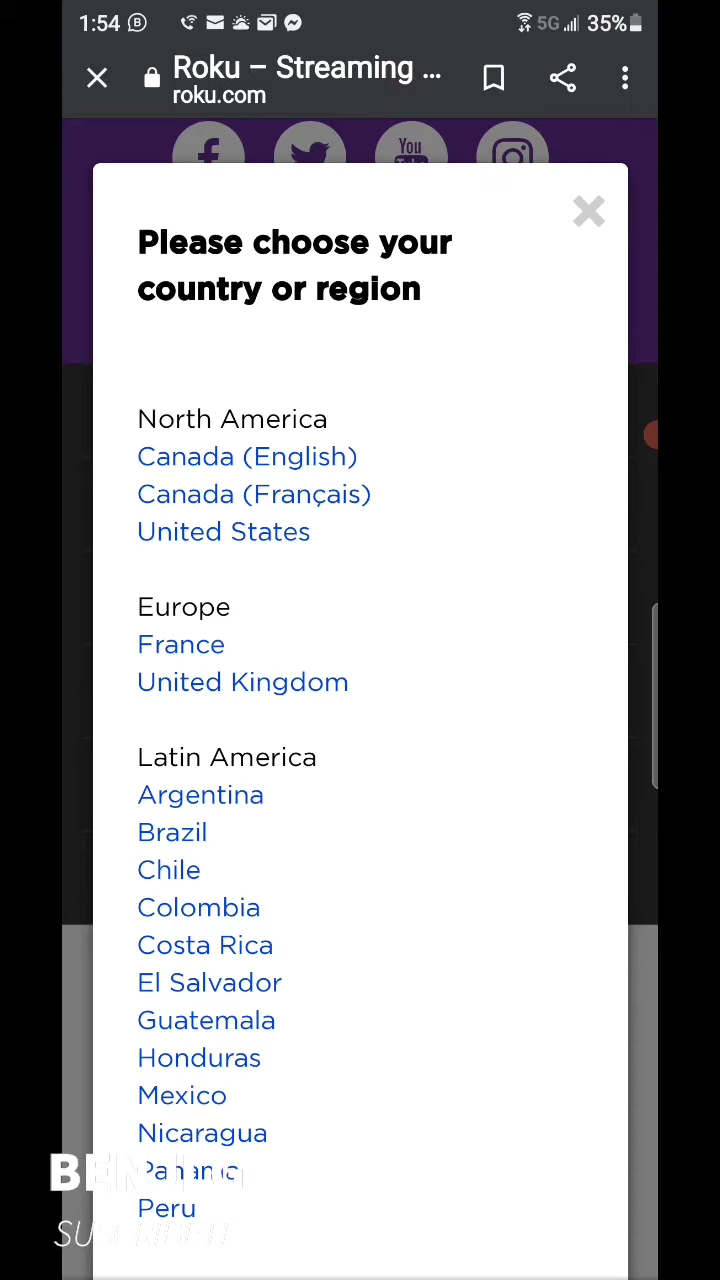 1:54 5G 35%
Roku – Streaming ...
roku.com
You
Please choose your
country or region
North America
Canada (English)
Canada (Français)
United States
Europe
France
United Kingdom
Latin America
Argentina
Brazil
Chile
Colombia
Costa Rica
El Salvador
Guatemala
Honduras
Mexico
Nicaragua
Panama
Peru